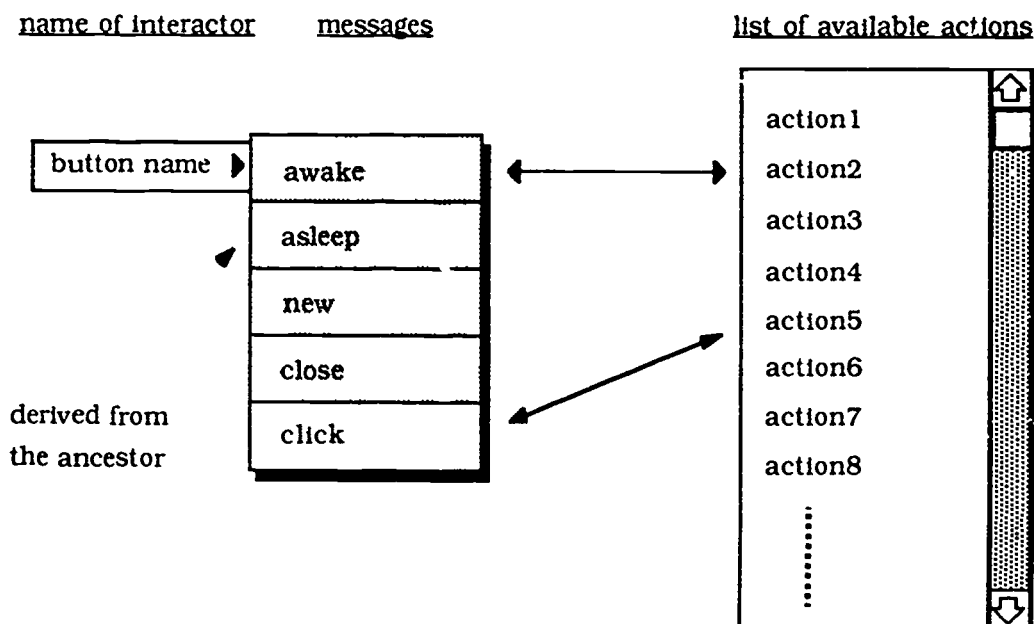 name of interactor
messages
list of available actions
button name
awake
asleep
new
close
click
derived from
the ancestor
action1
action2
action3
action4
action5
action6
action7
action8